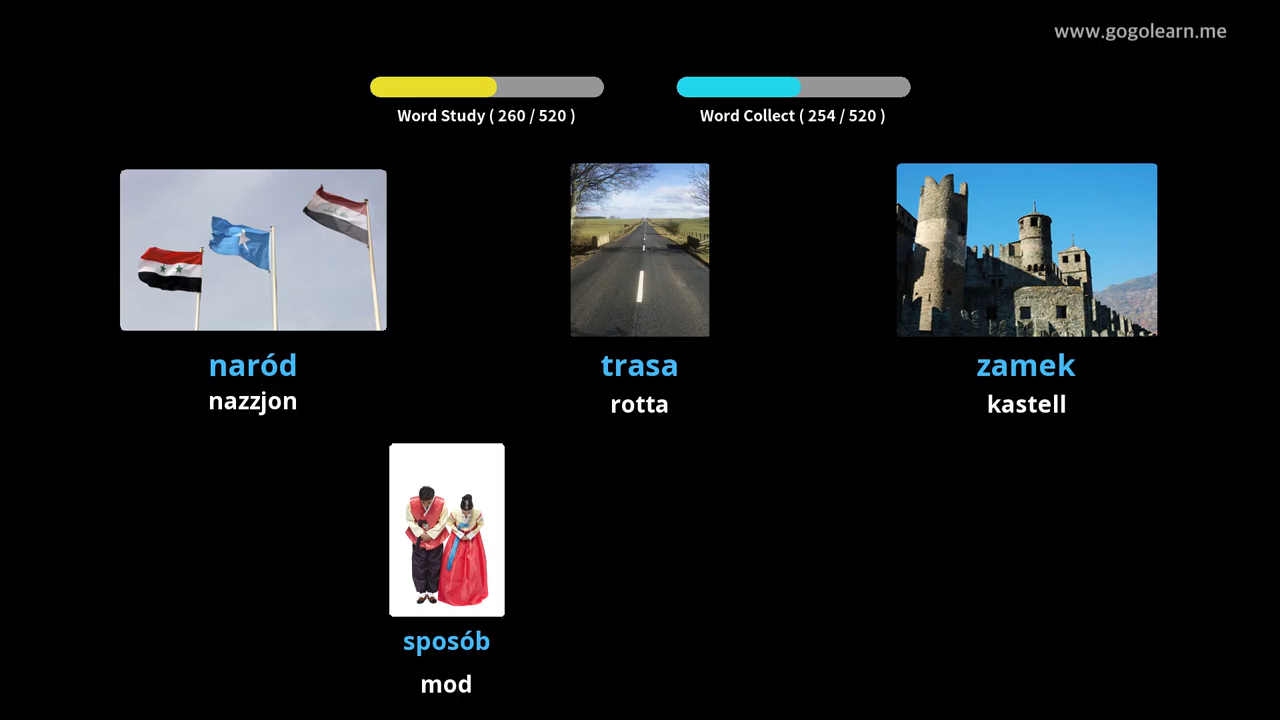 www.gogolearn.me
Word Study ( 260 / 520 )
Word Collect ( 254 / 520 )
naród
nazzjon
trasa
rotta
zamek
kastell
sposób
mod